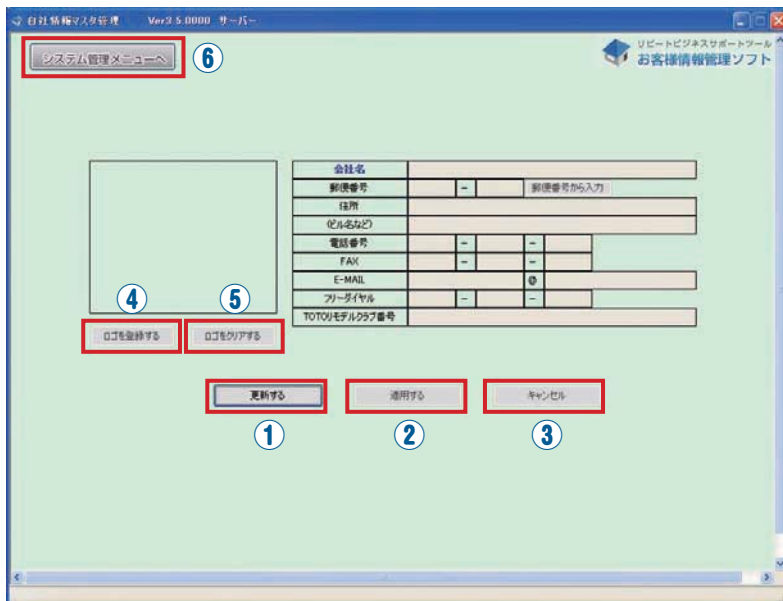 自社情報マスタ管理 Ver3.5.0000 サーバー
システム管理メニューへ
⑥
リピートビジネスサポートツール
お客様情報管理ソフト
会社名
郵便番号 - 郵便番号から入力
住所
(ビル名など)
電話番号 - -
FAX - -
E-MAIL @
フリーダイヤル - -
TOTOリモデルクラブ番号
④ ⑤
ロゴを登録する ロゴをクリアする
更新する 適用する キャンセル
① ② ③